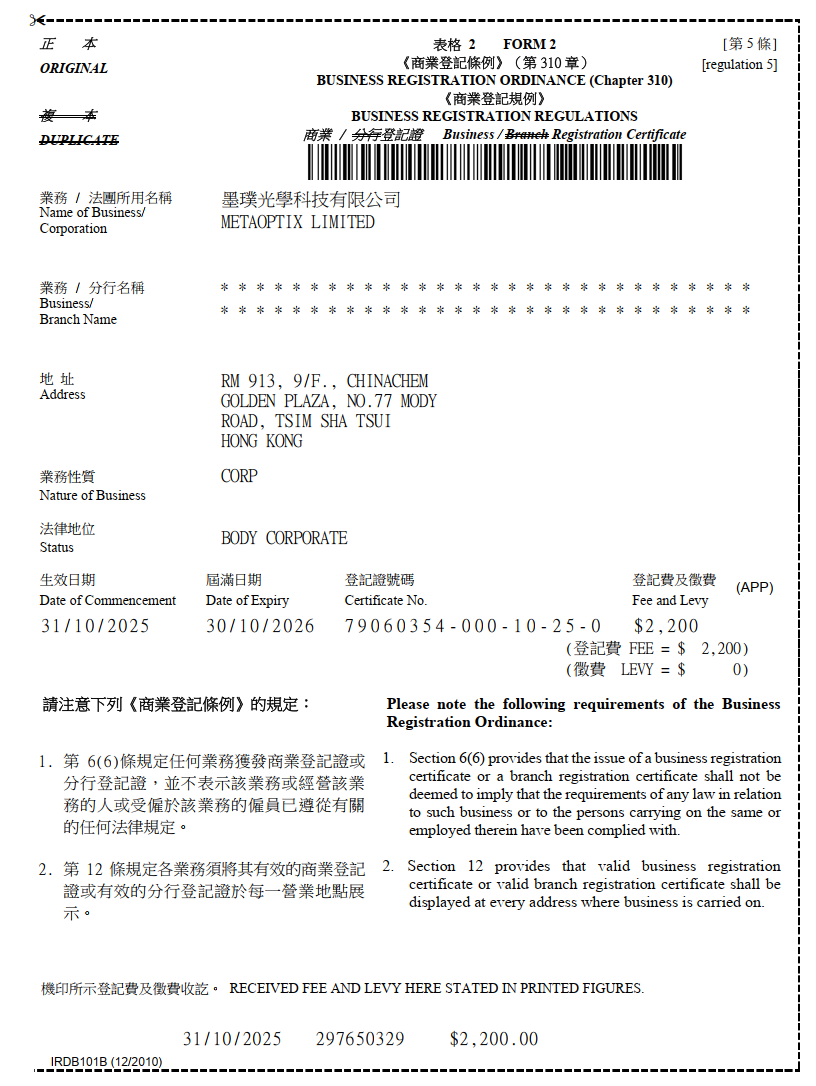 正 本
ORIGINAL
複 本
DUPLICATE
表格 2 FORM 2
《商業登記條例》（第 310 章）
BUSINESS REGISTRATION ORDINANCE (Chapter 310)
《商業登記規例》
BUSINESS REGISTRATION REGULATIONS
商業 / 分行登記證 Business / Branch Registration Certificate
[第 5 條]
[regulation 5]
業務 / 法團所用名稱
Name of Business/
Corporation
墨璞光學科技有限公司
METAOPTIX LIMITED
業務 / 分行名稱
Business/
Branch Name
* * * * * * * * * * * * * * * * * * * * * * * * * * * * * *
* * * * * * * * * * * * * * * * * * * * * * * * * * * * * *
地 址
Address
RM 913, 9/F., CHINACHEM
GOLDEN PLAZA, NO.77 MODY
ROAD, TSIM SHA TSUI
HONG KONG
業務性質
Nature of Business
CORP
法律地位
Status
BODY CORPORATE
生效日期 屆滿日期 登記證號碼 登記費及徵費
Date of Commencement Date of Expiry Certificate No. Fee and Levy (APP)
31/10/2025 30/10/2026 79060354-000-10-25-0 $2,200
(登記費 FEE = $ 2,200)
(徵費 LEVY = $ 0)
請注意下列《商業登記條例》的規定：
1. 第 6(6)條規定任何業務獲發商業登記證或
分行登記證，並不表示該業務或經營該業
務的人或受僱於該業務的僱員已遵從有關
的任何法律規定。
2. 第 12 條規定各業務須將其有效的商業登記
證或有效的分行登記證於每一營業地點展
示。
Please note the following requirements of the Business
Registration Ordinance:
1. Section 6(6) provides that the issue of a business registration
certificate or a branch registration certificate shall not be
deemed to imply that the requirements of any law in relation
to such business or to the persons carrying on the same or
employed therein have been complied with.
2. Section 12 provides that valid business registration
certificate or valid branch registration certificate shall be
displayed at every address where business is carried on.
機印所示登記費及徵費收訖。 RECEIVED FEE AND LEVY HERE STATED IN PRINTED FIGURES.
31/10/2025 297650329 $2,200.00
IRDB101B (12/2010)